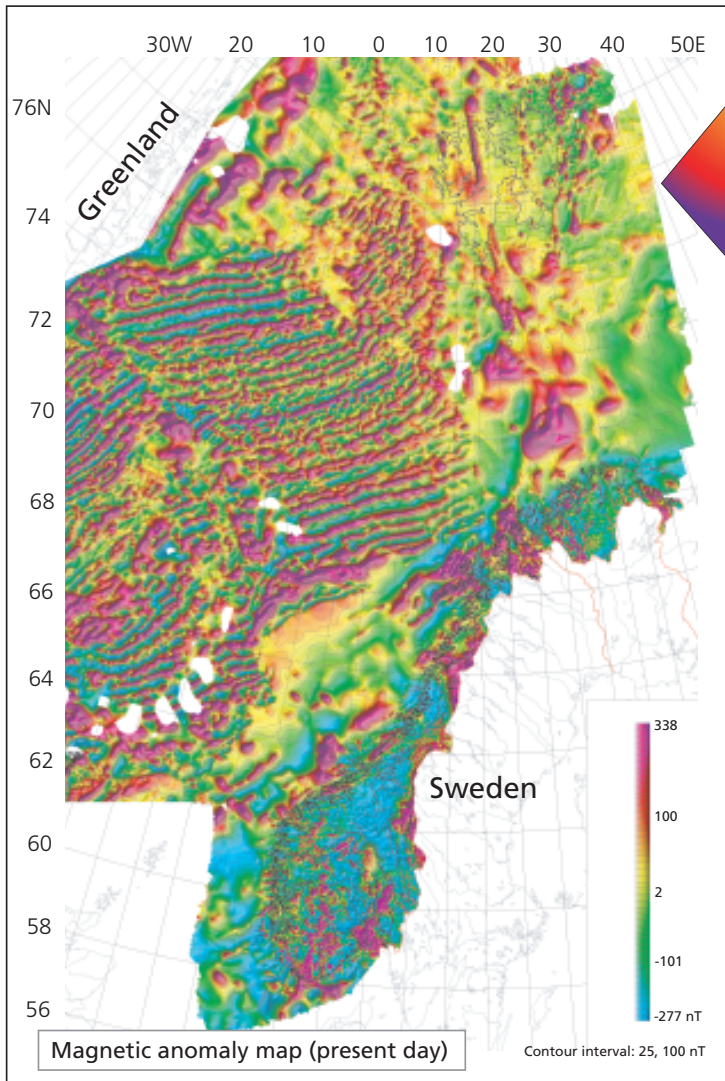 30W 20 10 0 10 20 30 40 50E
76N
Greenland
74
72
70
68
66
64
62
60
58
56
Sweden
338
100
2
-101
-277 nT
Magnetic anomaly map (present day)
Contour interval: 25, 100 nT